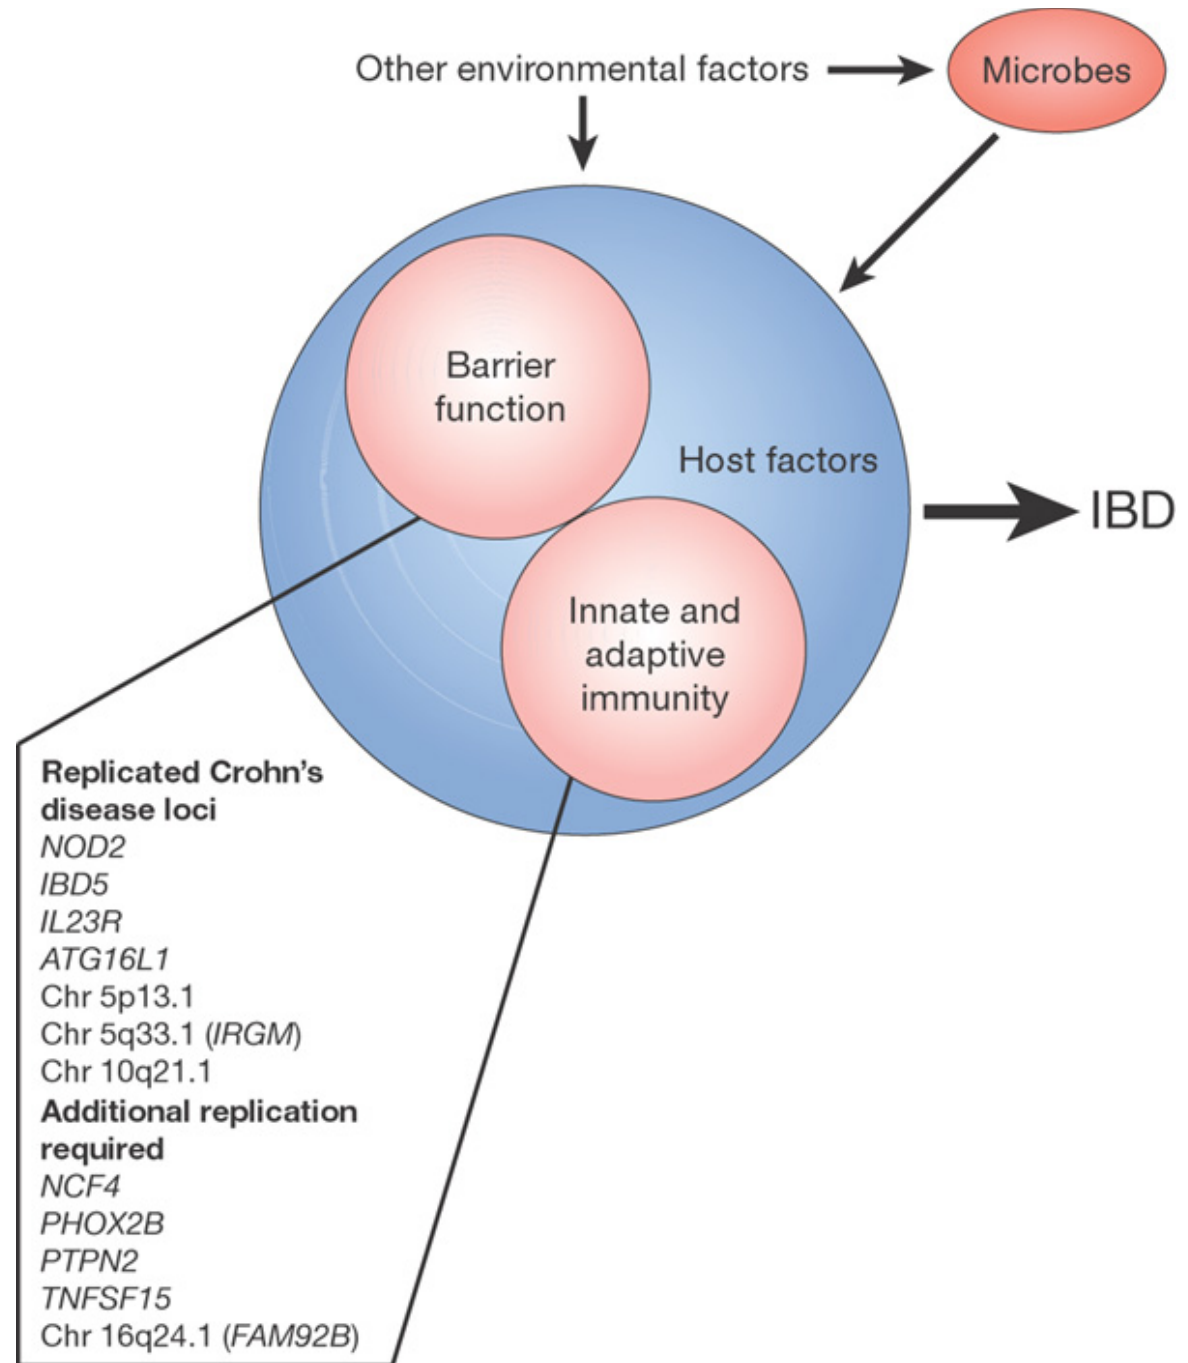 Other environmental factors
Microbes
Barrier
function
Host factors
IBD
Innate and
adaptive
immunity
Replicated Crohn's
disease loci
NOD2
IBD5
IL23R
ATG16L1
Chr 5p13.1
Chr 5q33.1 (IRGM)
Chr 10q21.1
Additional replication
required
NCF4
PHOX2B
PTPN2
TNFSF15
Chr 16q24.1 (FAM92B)